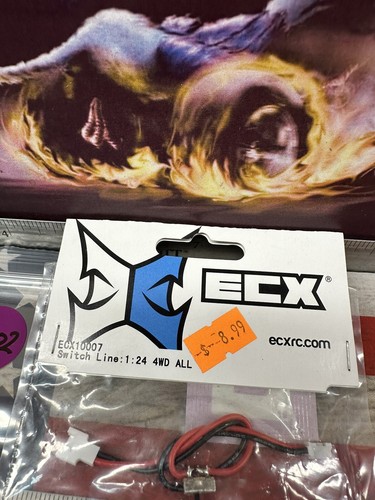 ECX®
$--8.99
ecxrc.com
ECX10007
Switch Line:1:24 4WD ALL